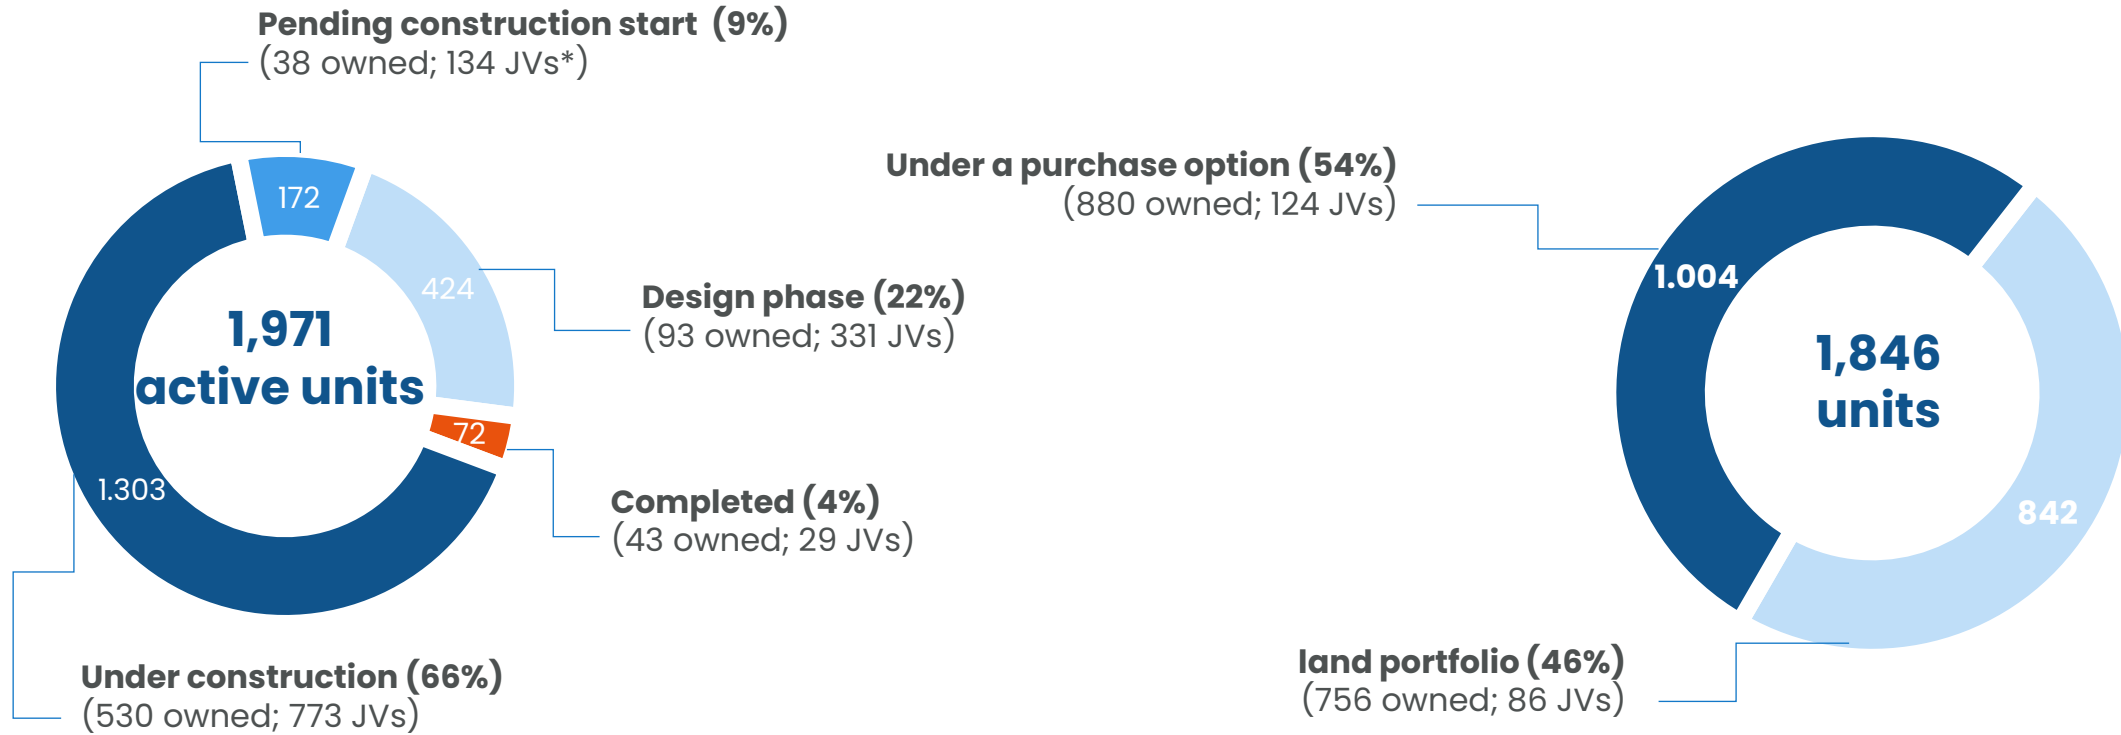 Pending construction start (9%)
(38 owned; 134 JVs*)
172
424
1,971
active units
Design phase (22%)
(93 owned; 331 JVs)
72
1.303
Completed (4%)
(43 owned; 29 JVs)
Under construction (66%)
(530 owned; 773 JVs)
Under a purchase option (54%)
(880 owned; 124 JVs)
1.004
1,846
units
842
land portfolio (46%)
(756 owned; 86 JVs)